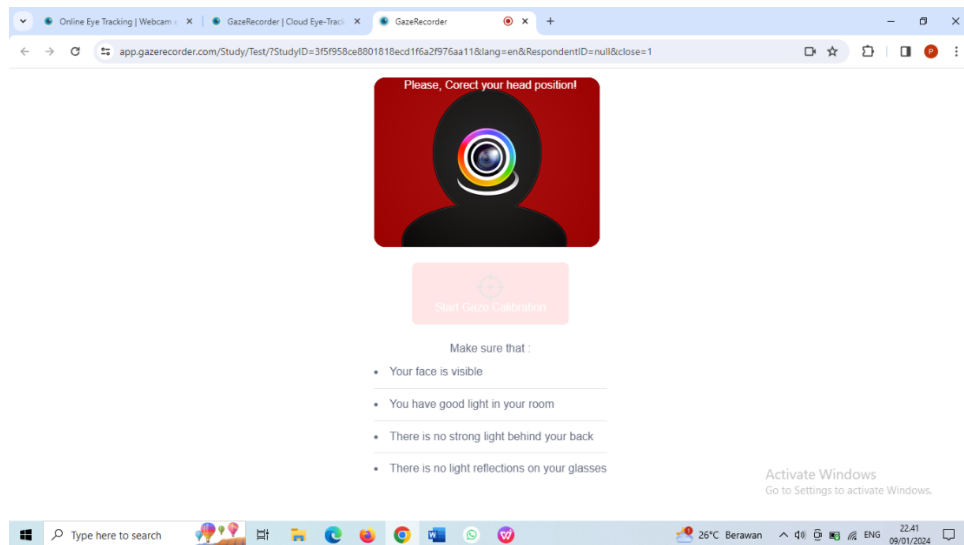 Online Eye Tracking | Webcam e
GazeRecorder | Cloud Eye-Track
GazeRecorder
app.gazerecorder.com/Study/Test/?StudyID=3f5f958ce8801818ecd1f6a2f976aa11&lang=en&RespondentID=null&close=1
P
Please, Corect your head position!
Start Gaze Calibration
Make sure that :
• Your face is visible
• You have good light in your room
• There is no strong light behind your back
• There is no light reflections on your glasses
Activate Windows
Go to Settings to activate Windows.
Type here to search
26°C Berawan
ENG
22.41
09/01/2024